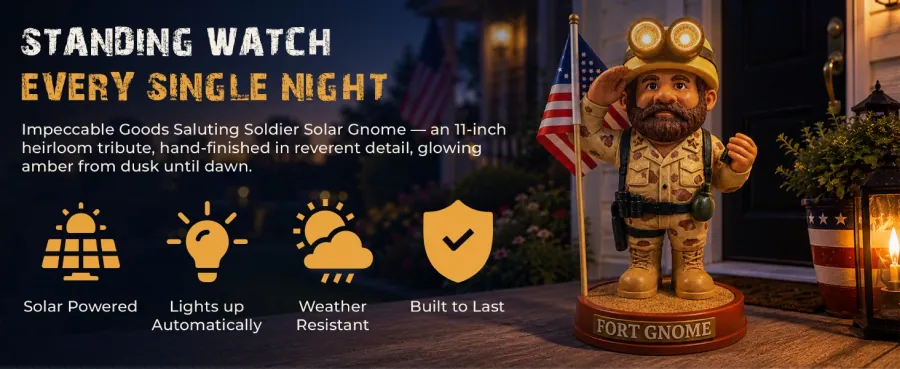 STANDING WATCH
EVERY SINGLE NIGHT
Impeccable Goods Saluting Soldier Solar Gnome — an 11-inch
heirloom tribute, hand-finished in reverent detail, glowing
amber from dusk until dawn.
Solar Powered
Lights up
Automatically
Weather
Resistant
Built to Last
FORT GNOME